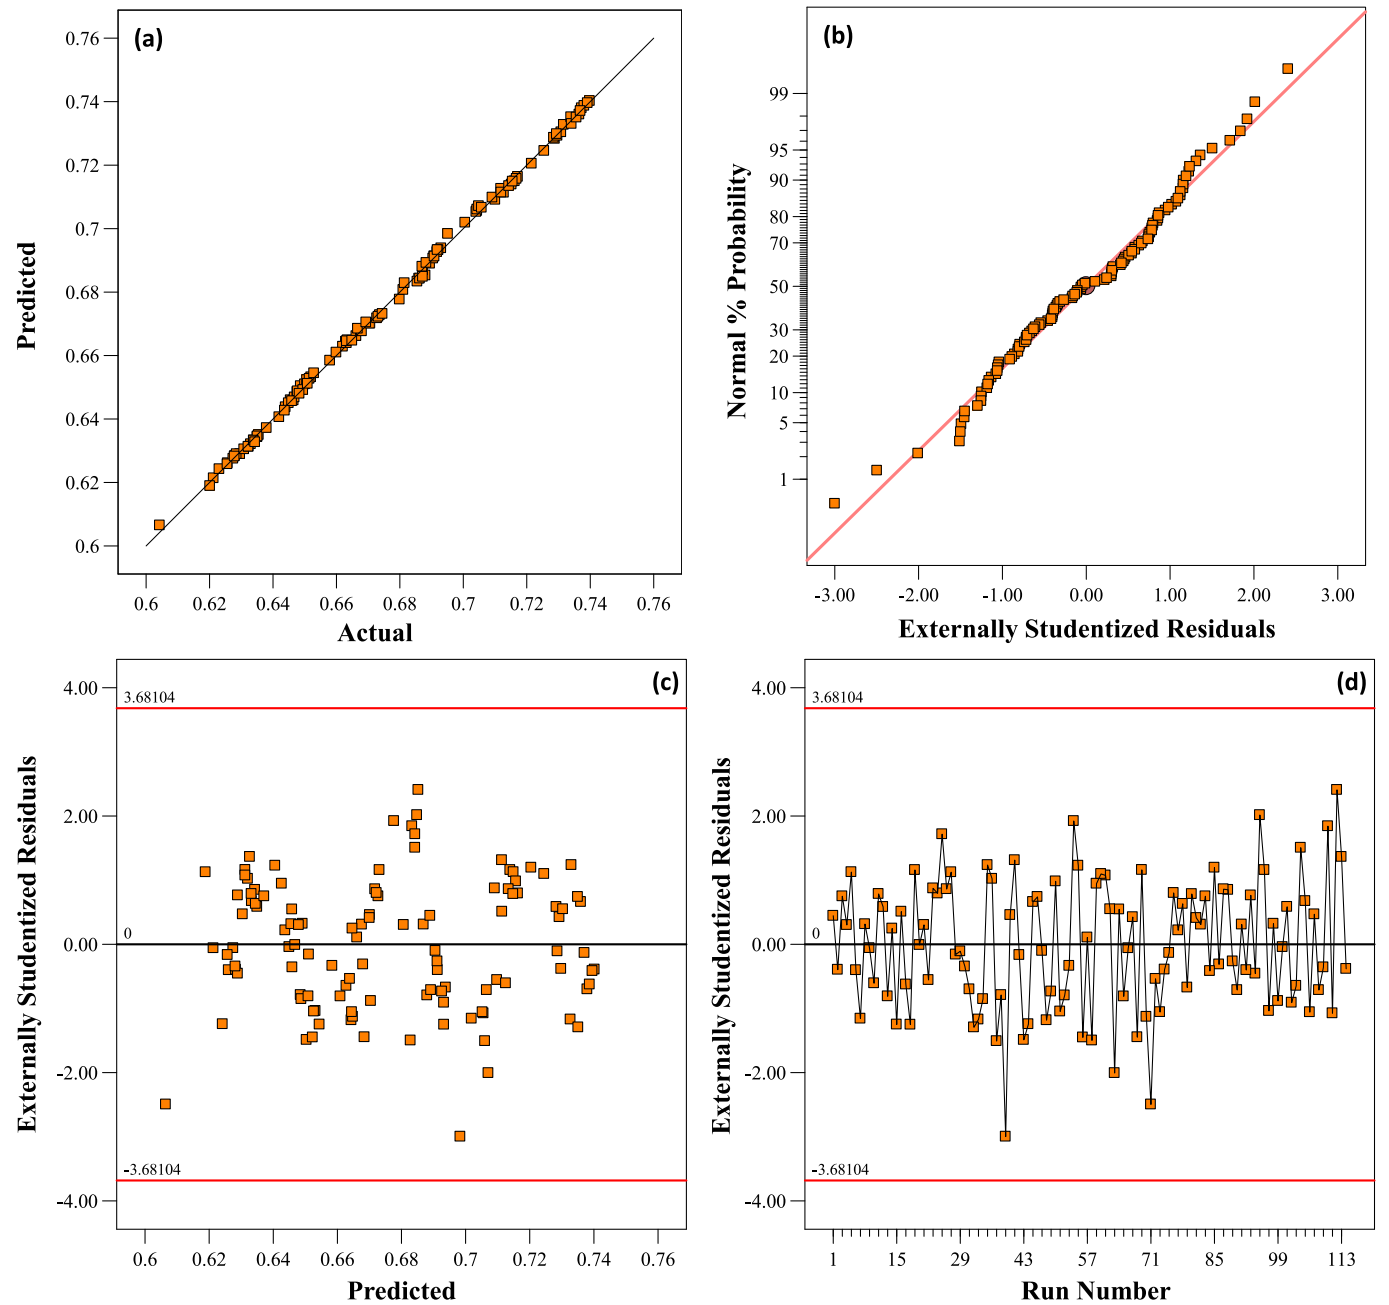 (a)
0.76
0.74
0.72
0.7
0.68
0.66
0.64
0.62
0.6
Predicted
0.6 0.62 0.64 0.66 0.68 0.7 0.72 0.74 0.76
Actual
(b)
99
95
90
80
70
50
30
20
10
5
1
Normal % Probability
-3.00 -2.00 -1.00 0.00 1.00 2.00 3.00
Externally Studentized Residuals
(c)
4.00
3.68104
2.00
0
0.00
-2.00
-3.68104
-4.00
Externally Studentized Residuals
0.6 0.62 0.64 0.66 0.68 0.7 0.72 0.74 0.76
Predicted
(d)
4.00
3.68104
2.00
0
0.00
-2.00
-3.68104
-4.00
Externally Studentized Residuals
1 15 29 43 57 71 85 99 113
Run Number